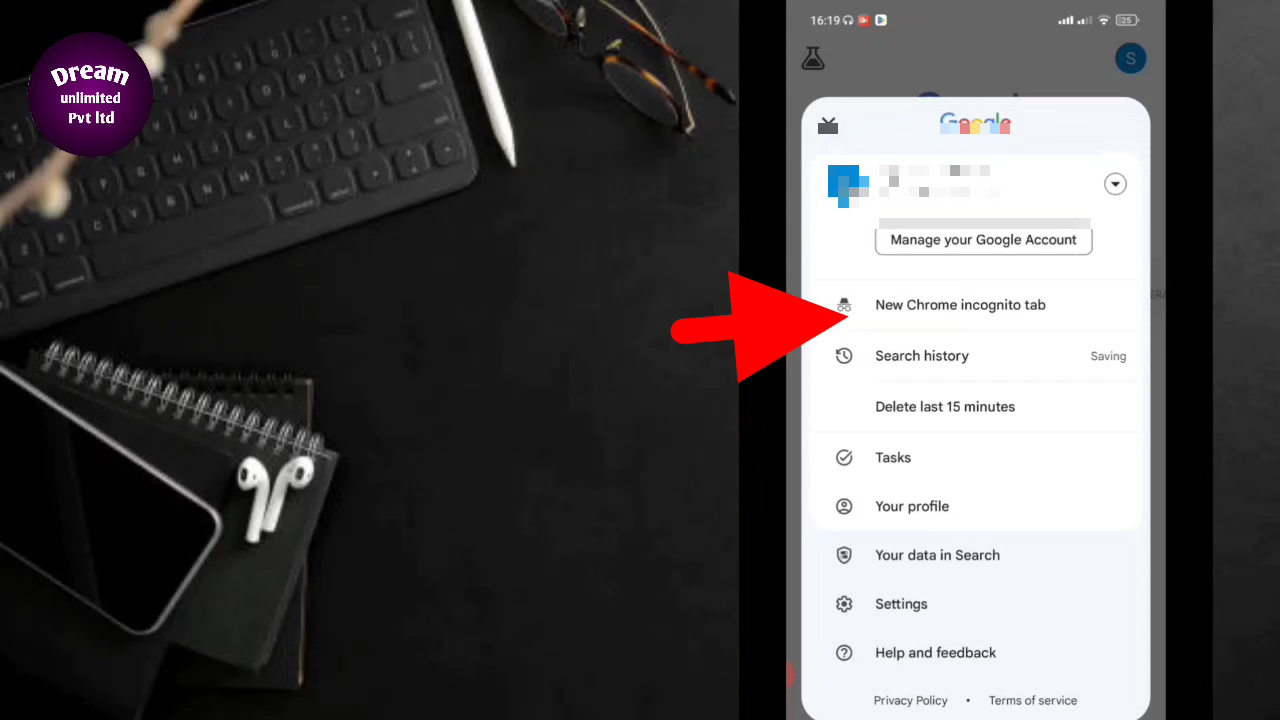 Dream
unlimited
Pvt ltd
16:19
25
S
Google
Manage your Google Account
New Chrome incognito tab
Search history
Saving
Delete last 15 minutes
Tasks
Your profile
Your data in Search
Settings
Help and feedback
Privacy Policy • Terms of service